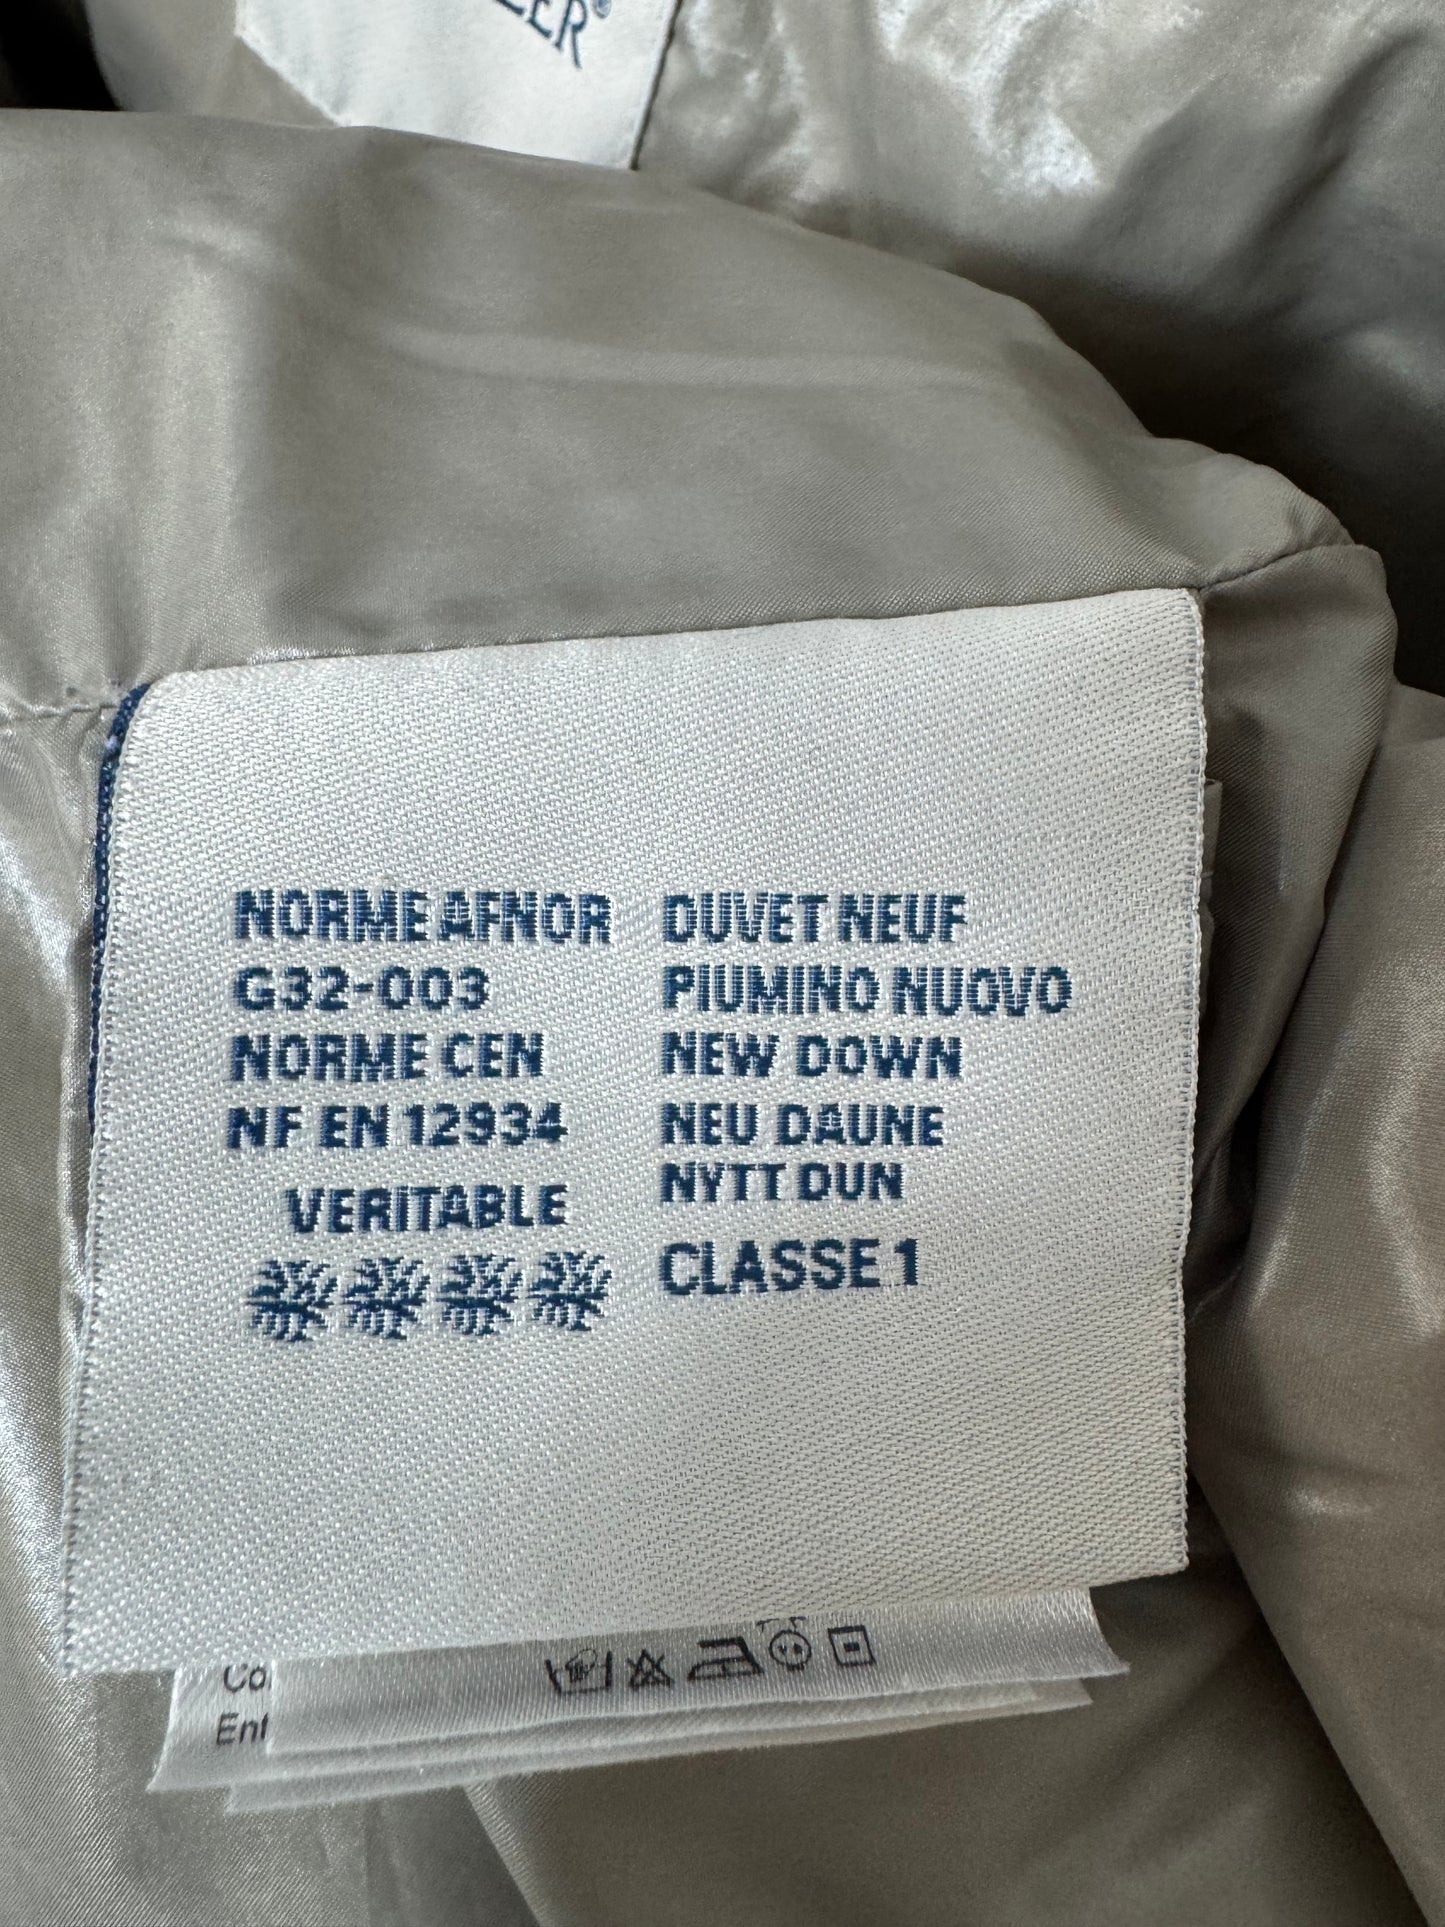 NORME AFNOR
G32-003
NORME CEN
NF EN 12934
VERITABLE
DUVET NEUF
PIUMINO NUOVO
NEW DOWN
NEU DAUNE
NYTT DUN
CLASSE 1